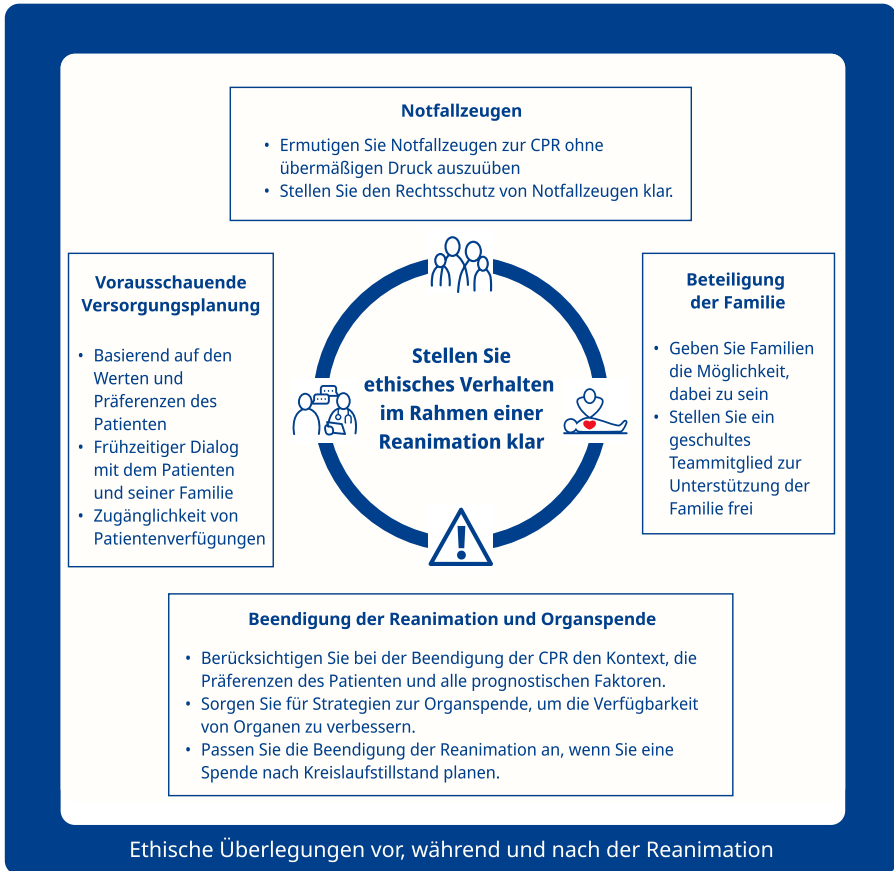 Notfallzeugen
• Ermutigen Sie Notfallzeugen zur CPR ohne
übermäßigen Druck auszuüben
• Stellen Sie den Rechtsschutz von Notfallzeugen klar.
Vorausschauende
Versorgungsplanung
• Basierend auf den
Werten und
Präferenzen des
Patienten
• Frühzeitiger Dialog
mit dem Patienten
und seiner Familie
• Zugänglichkeit von
Patientenverfügungen
Stellen Sie
ethisches Verhalten
im Rahmen einer
Reanimation klar
Beteiligung
der Familie
• Geben Sie Familien
die Möglichkeit,
dabei zu sein
• Stellen Sie ein
geschultes
Teammitglied zur
Unterstützung der
Familie frei
Beendigung der Reanimation und Organspende
• Berücksichtigen Sie bei der Beendigung der CPR den Kontext, die
Präferenzen des Patienten und alle prognostischen Faktoren.
• Sorgen Sie für Strategien zur Organspende, um die Verfügbarkeit
von Organen zu verbessern.
• Passen Sie die Beendigung der Reanimation an, wenn Sie eine
Spende nach Kreislaufstillstand planen.
Ethische Überlegungen vor, während und nach der Reanimation